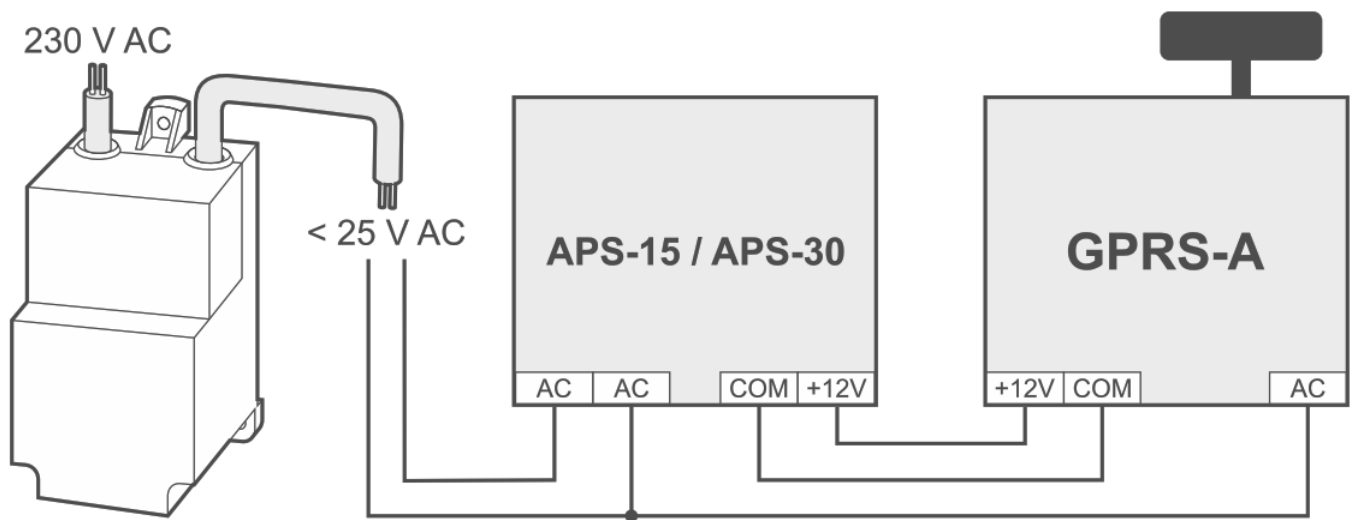 230 V AC
< 25 V AC
APS-15 / APS-30
AC AC COM +12V
GPRS-A
+12V COM AC